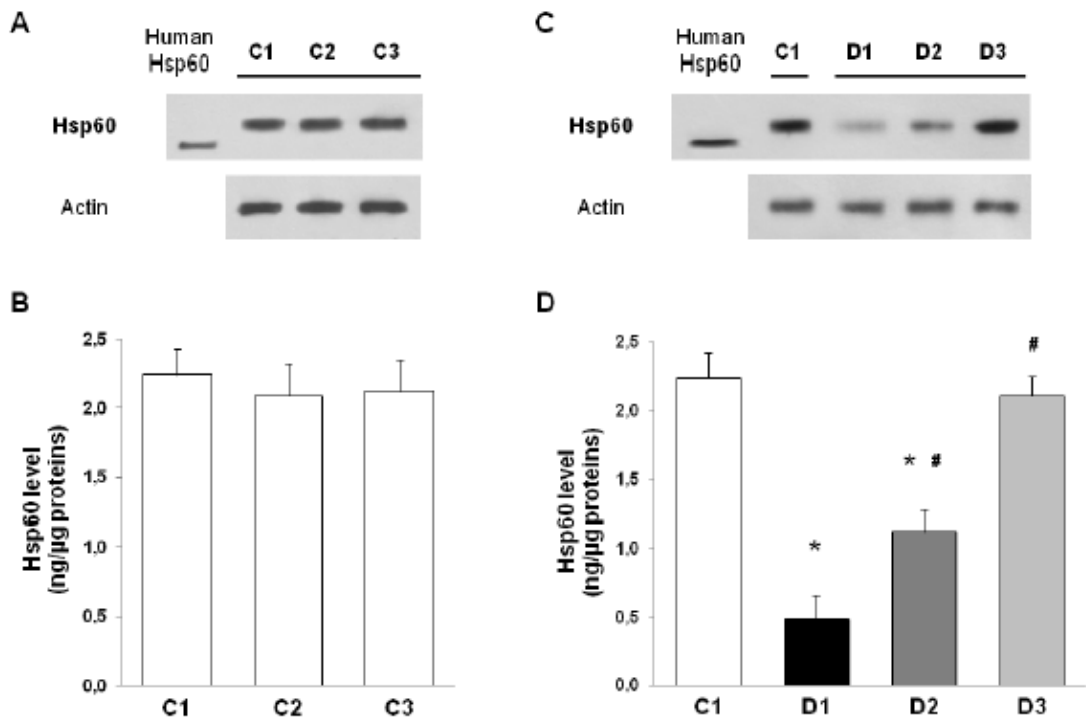 A
Human
Hsp60
C1 C2 C3
Hsp60
Actin
C
Human
Hsp60
C1 D1 D2 D3
Hsp60
Actin
B
2,5
2,0
1,5
1,0
0,5
0,0
Hsp60 level
(ng/µg proteins)
C1 C2 C3
D
2,5
2,0
1,5
1,0
0,5
0,0
Hsp60 level
(ng/µg proteins)
*
* #
#
C1 D1 D2 D3